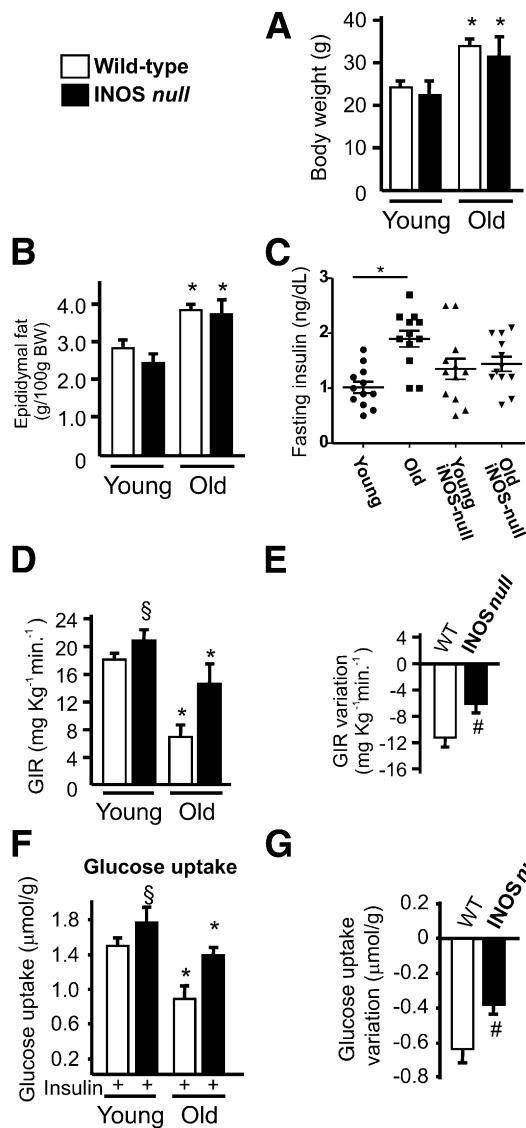 Wild-type
INOS null
A
Body weight (g)
60
40
20
0
* *
Young Old
B
Epididymal fat
(g/100g BW)
4.0
3.0
2.0
1.0
0
* *
Young Old
C
Fasting insulin (ng/dL)
3
2
1
0
*
Young
Old
Young
iNOS-null
Old
iNOS-null
D
GIR (mg Kg-1min.-1)
24
20
16
12
8
4
0
§
*
*
Young Old
E
WT
INOS null
GIR variation
(mg Kg-1min.-1)
4
0
-4
-8
-12
-16
#
F
Glucose uptake
Glucose uptake (μmol/g)
1.8
1.4
1.0
0.6
0.2
§
*
*
Insulin + + + +
Young Old
G
WT
INOS n
Glucose uptake
variation (μmol/g)
0.2
0
-0.2
-0.4
-0.6
-0.8
#